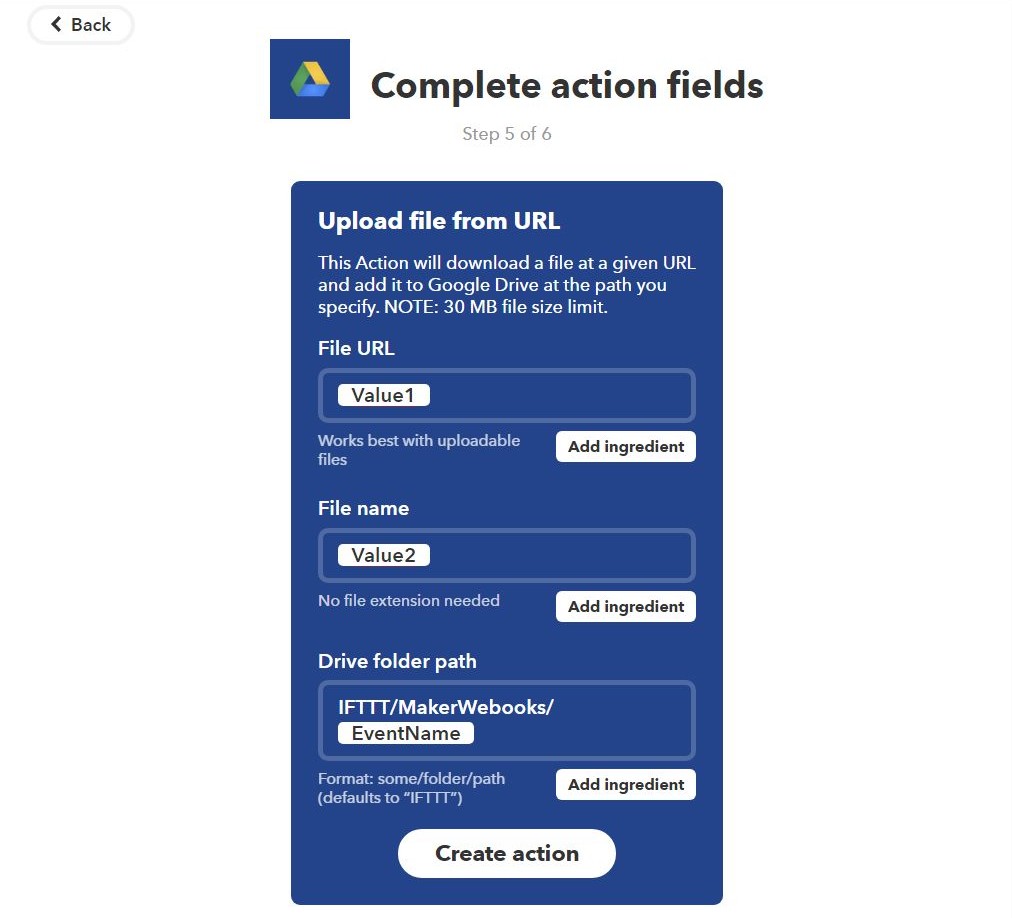 Back
Complete action fields
Step 5 of 6
Upload file from URL
This Action will download a file at a given URL
and add it to Google Drive at the path you
specify. NOTE: 30 MB file size limit.
File URL
Value1
Works best with uploadable
files
Add ingredient
File name
Value2
No file extension needed
Add ingredient
Drive folder path
IFTTT/MakerWebooks/
EventName
Format: some/folder/path
(defaults to “IFTTT”)
Add ingredient
Create action